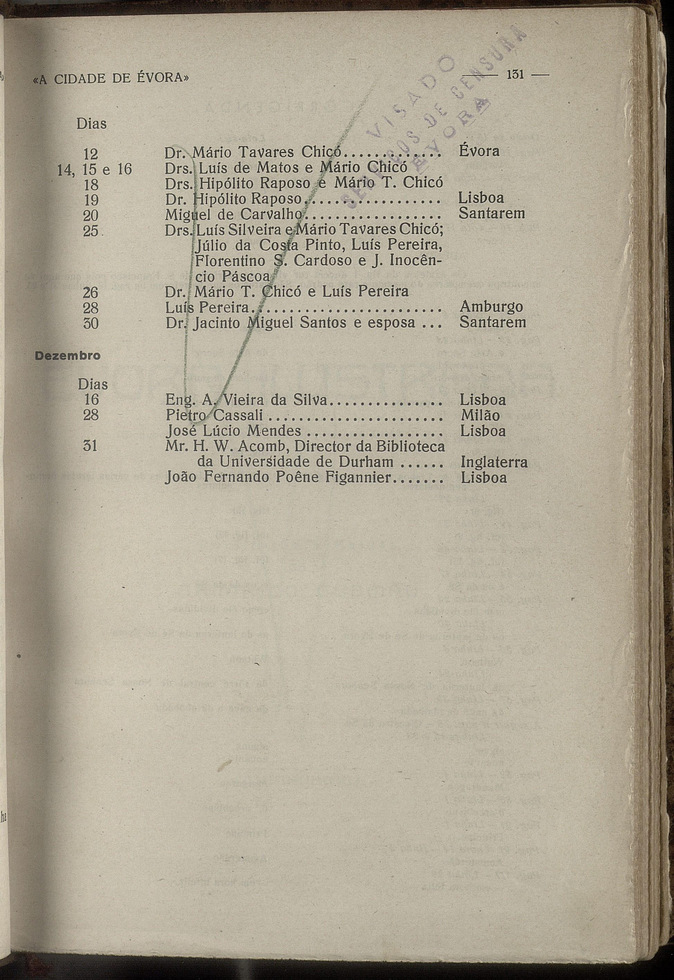 «A CIDADE DE ÉVORA» — 131 —
VISADO
SERVIÇOS DE CENSURA
ÉVORA
Dias
12 Dr. Mário Tavares Chicó............. Évora
14, 15 e 16 Drs. Luís de Matos e Mário Chicó
18 Drs. Hipólito Raposo e Mário T. Chicó
19 Dr. Hipólito Raposo.................. Lisboa
20 Miguel de Carvalho.................. Santarem
25 Drs. Luís Silveira e Mário Tavares Chicó;
Júlio da Costa Pinto, Luís Pereira,
Florentino S. Cardoso e J. Inocên-
cio Páscoa
26 Dr. Mário T. Chicó e Luís Pereira
28 Luís Pereira......................... Amburgo
30 Dr. Jacinto Miguel Santos e esposa ... Santarem
Dezembro
Dias
16 Eng. A. Vieira da Silva............... Lisboa
28 Pietro Cassali ....................... Milão
José Lúcio Mendes .................. Lisboa
31 Mr. H. W. Acomb, Director da Biblioteca
da Universidade de Durham ...... Inglaterra
João Fernando Poêne Figannier....... Lisboa